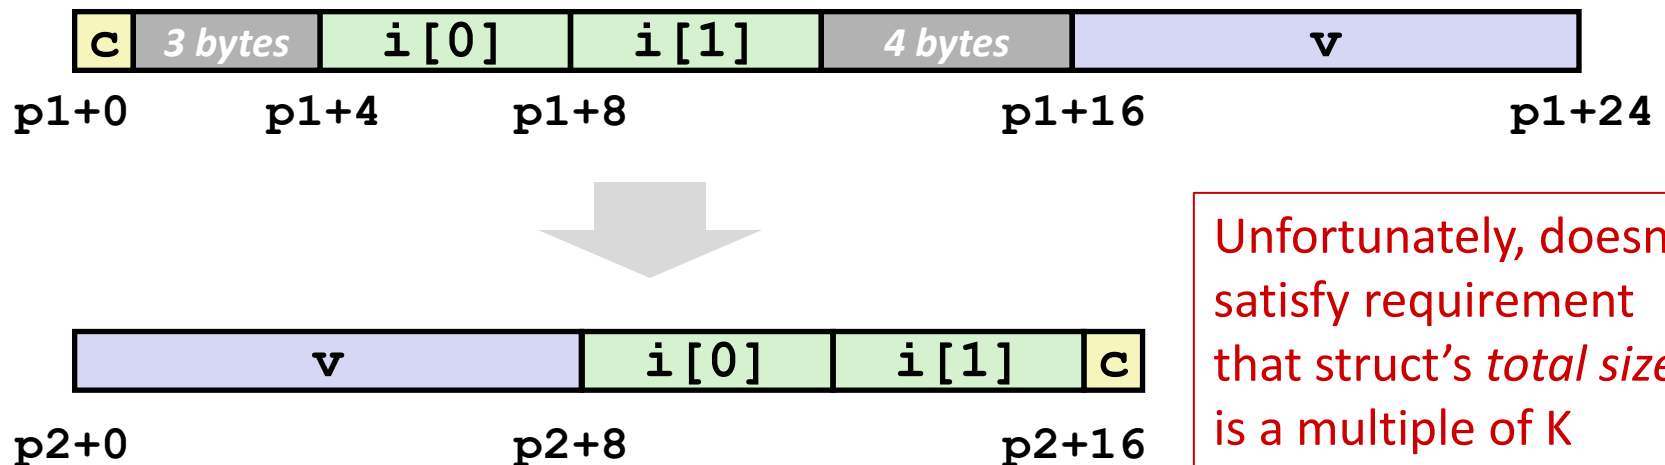 c 3 bytes i[0] i[1] 4 bytes v
p1+0 p1+4 p1+8 p1+16 p1+24
Unfortunately, doesn
satisfy requirement
that struct’s total size
is a multiple of K
v i[0] i[1] c
p2+0 p2+8 p2+16